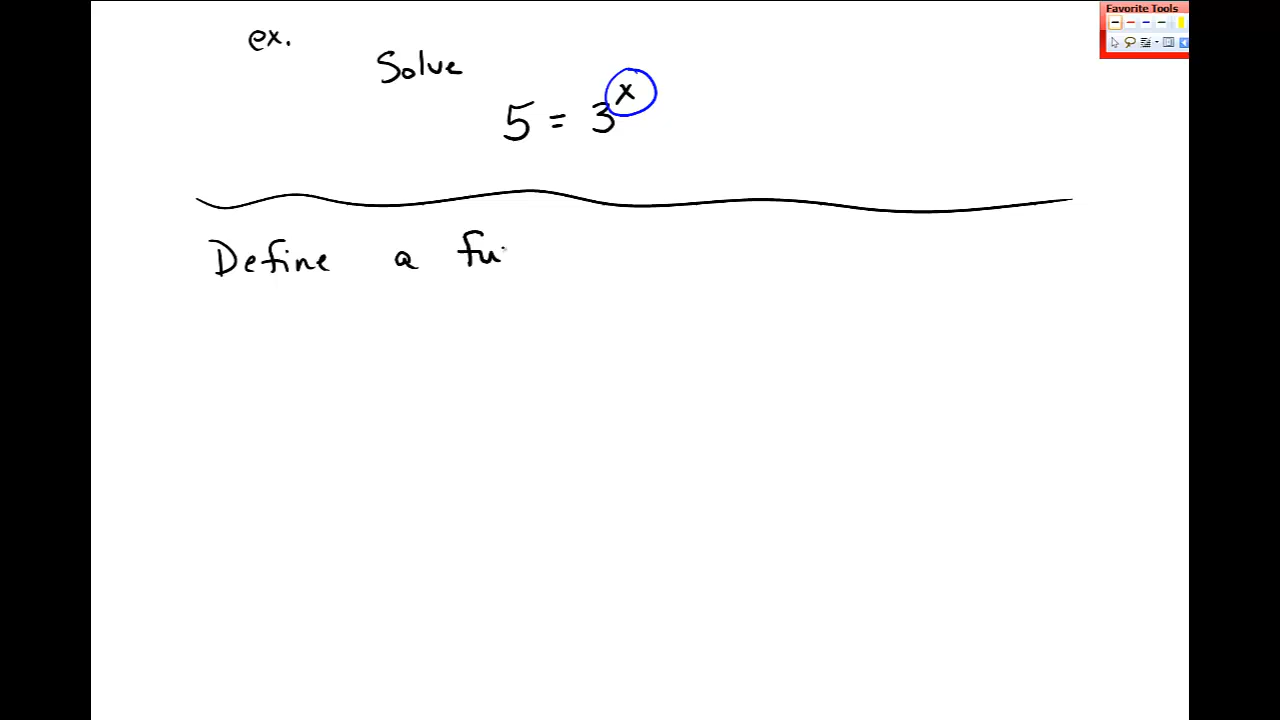 Favorite Tools
ex.
Solve
5 = 3^x
Define a fu